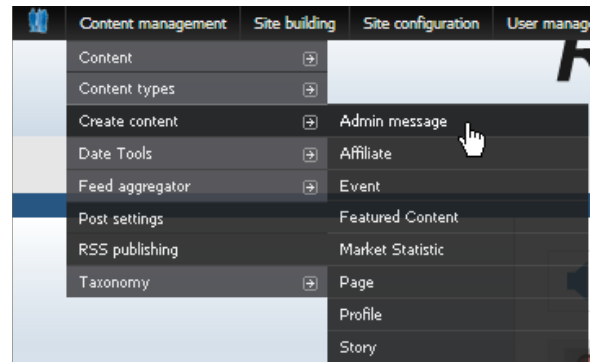 Content management Site building Site configuration User manag
Content
Content types
Create content Admin message
Date Tools Affiliate
Feed aggregator Event
Post settings Featured Content
RSS publishing Market Statistic
Taxonomy Page
Profile
Story